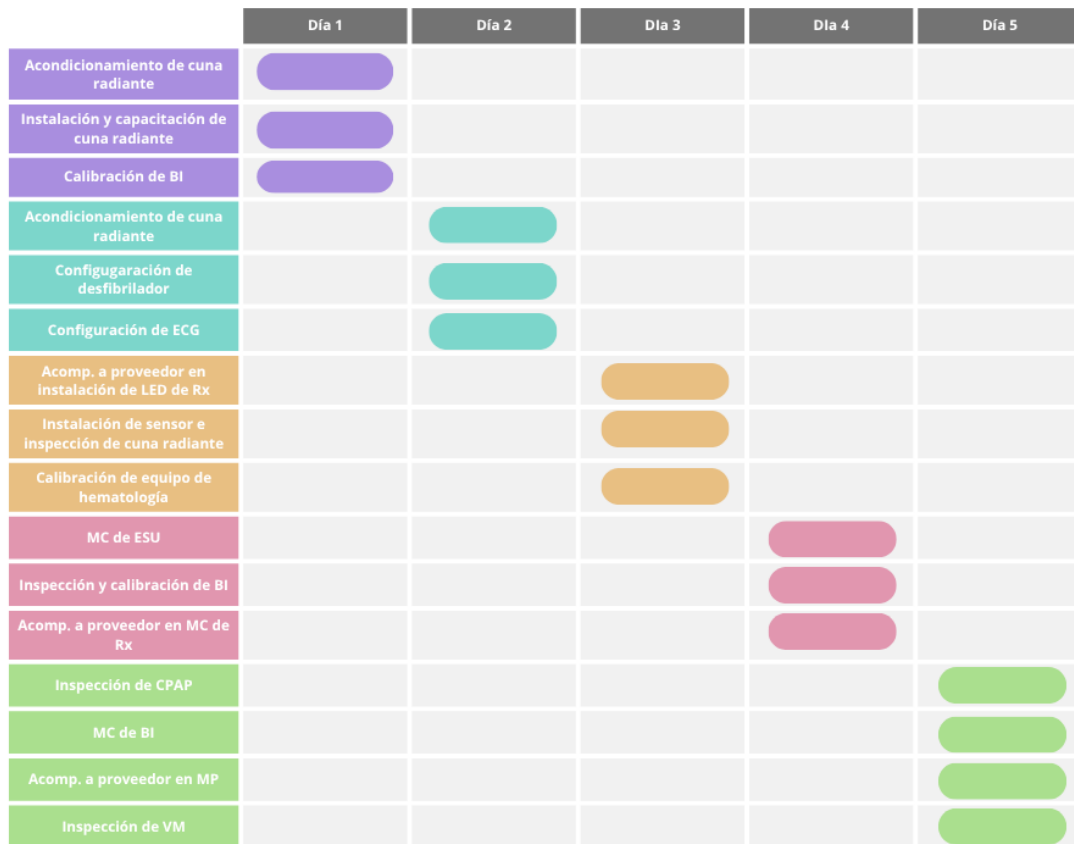 Día 1
Día 2
DIa 3
DIa 4
Día 5
Acondicionamiento de cuna
radiante
Instalación y capacitación de
cuna radiante
Calibración de BI
Acondicionamiento de cuna
radiante
Configugaración de
desfibrilador
Configuración de ECG
Acomp. a proveedor en
instalación de LED de Rx
Instalación de sensor e
inspección de cuna radiante
Calibración de equipo de
hematología
MC de ESU
Inspección y calibración de BI
Acomp. a proveedor en MC de
Rx
Inspección de CPAP
MC de BI
Acomp. a proveedor en MP
Inspección de VM